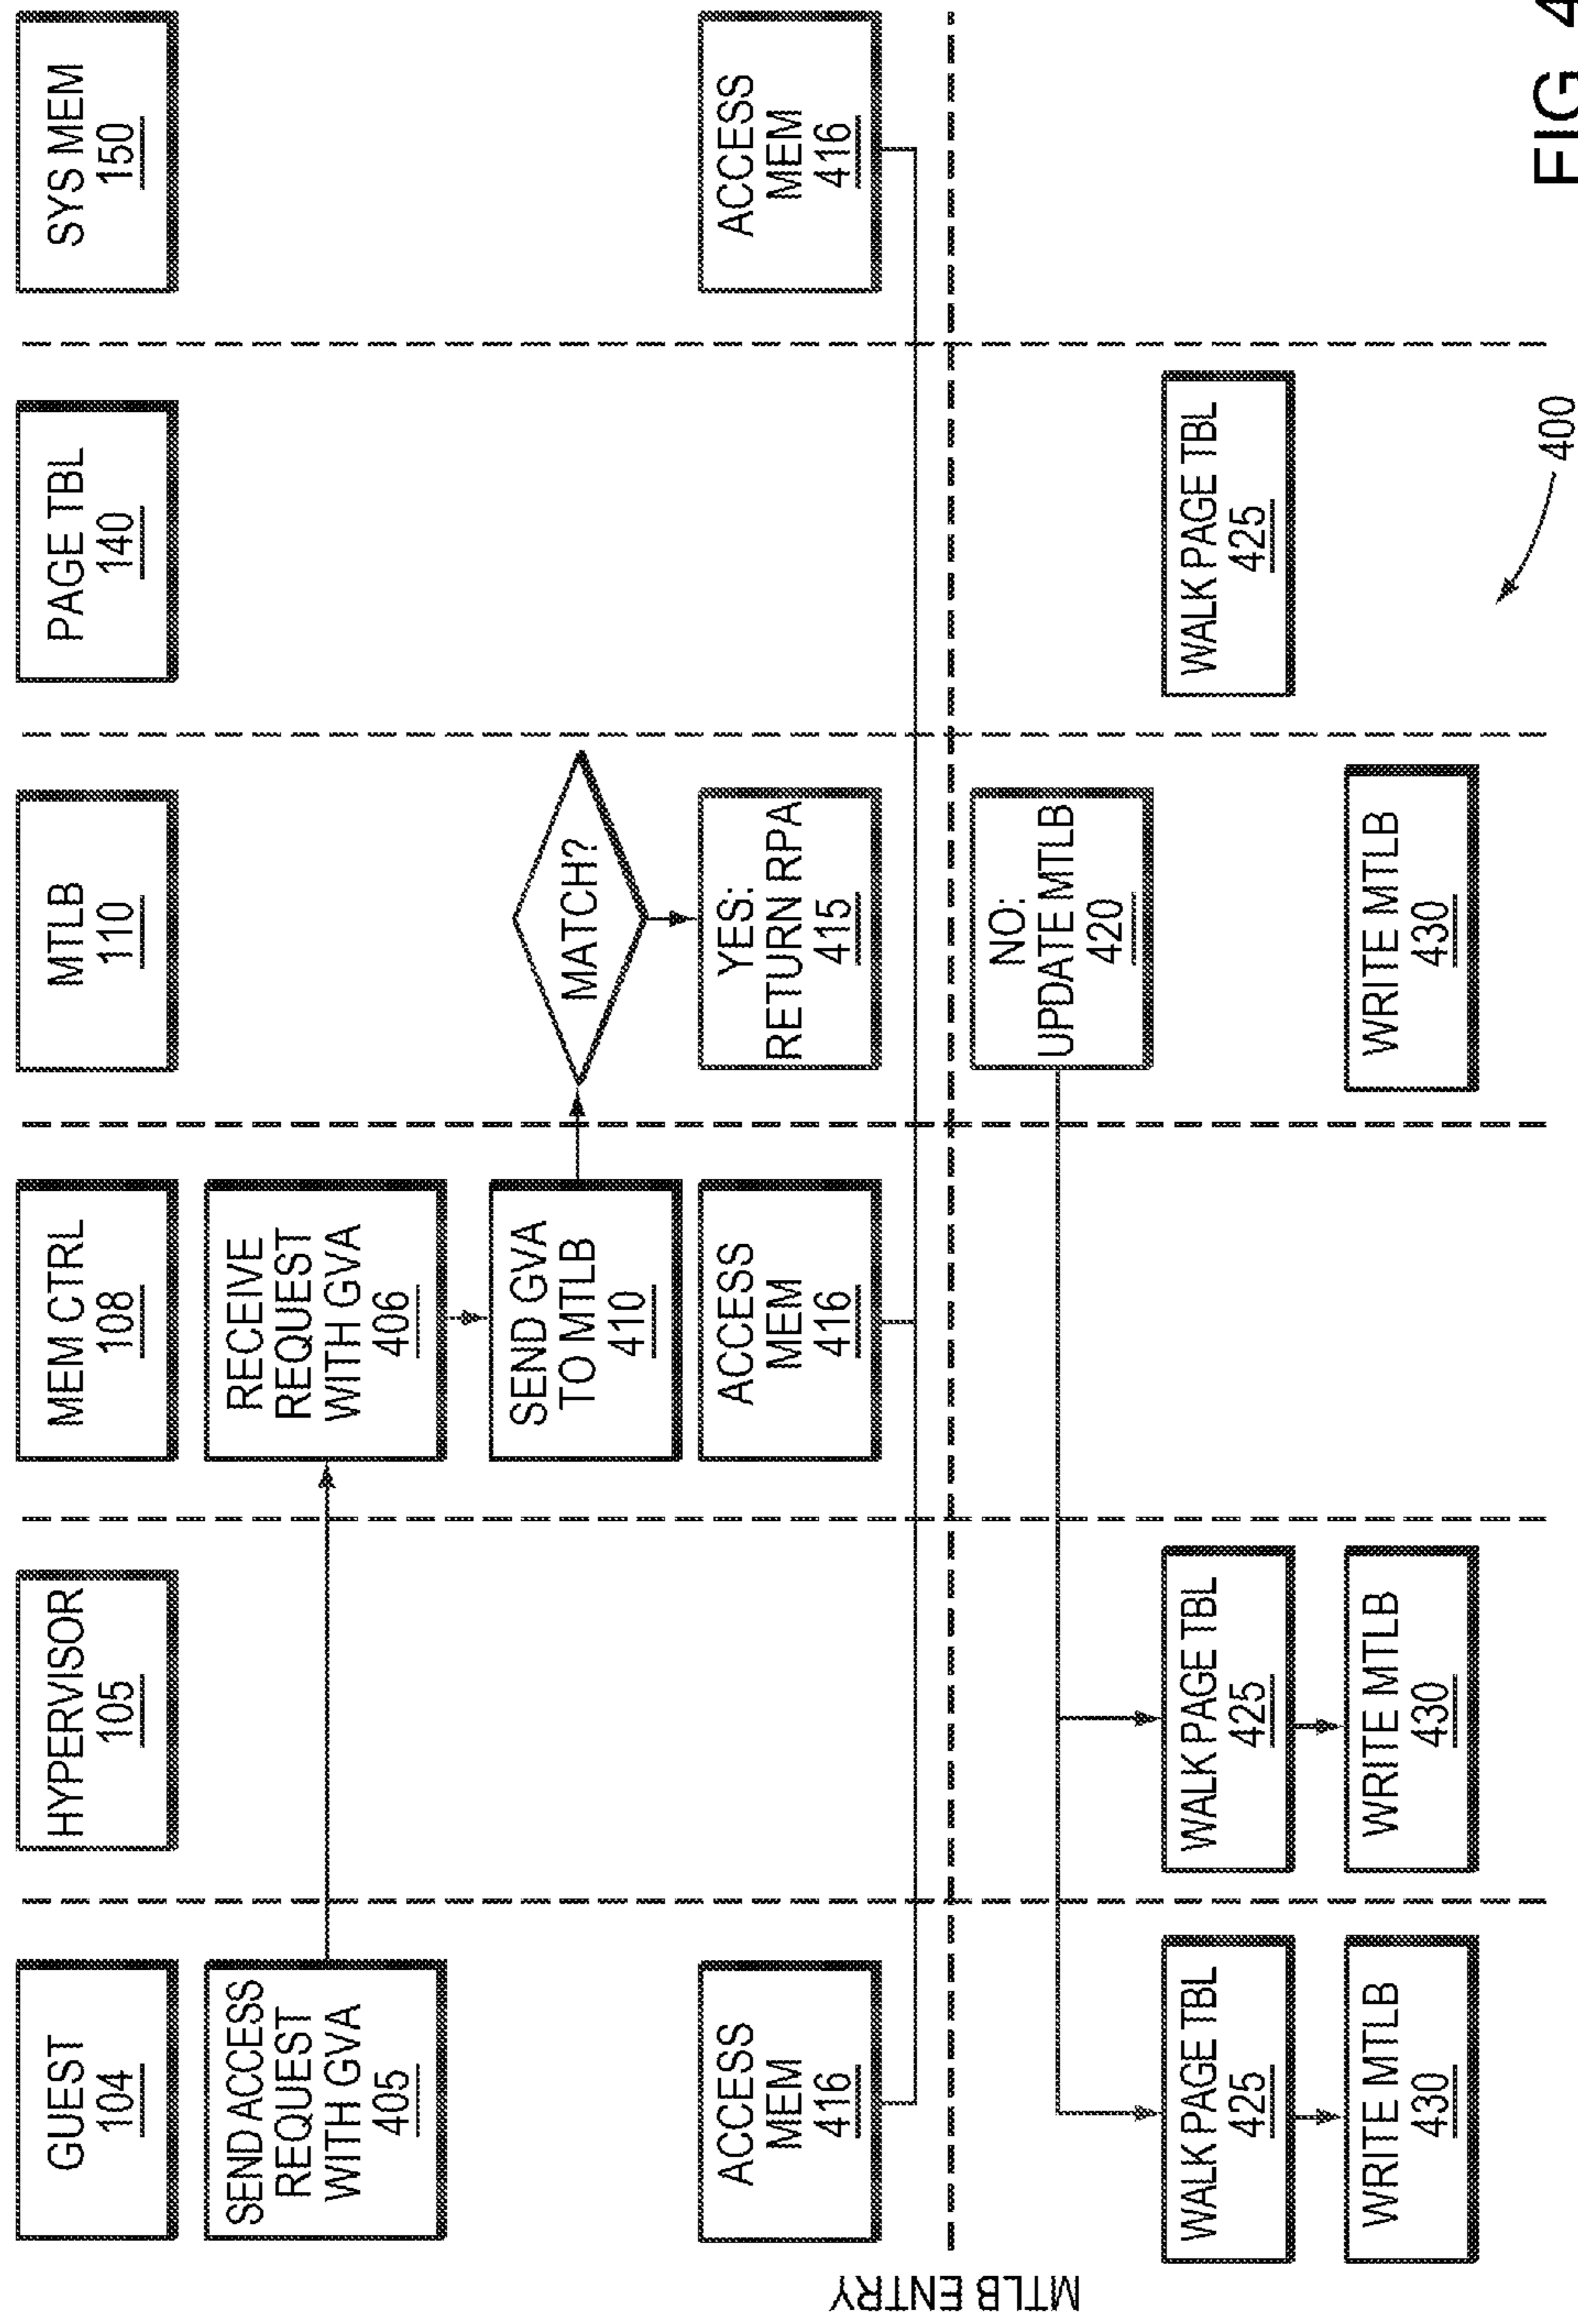 GUEST
104
HYPERVISOR
105
MEM CTRL
108
MTLB
110
PAGE TBL
140
SYS MEM
150
SEND ACCESS
REQUEST
WITH GVA
405
RECEIVE
REQUEST
WITH GVA
406
SEND GVA
TO MTLB
410
MATCH?
ACCESS
MEM
416
ACCESS
MEM
416
YES:
RETURN RPA
415
ACCESS
MEM
416
MTLB ENTRY
NO:
UPDATE MTLB
420
WALK PAGE TBL
425
WALK PAGE TBL
425
WALK PAGE TBL
425
WRITE MTLB
430
WRITE MTLB
430
WRITE MTLB
430
400
FIG. 4